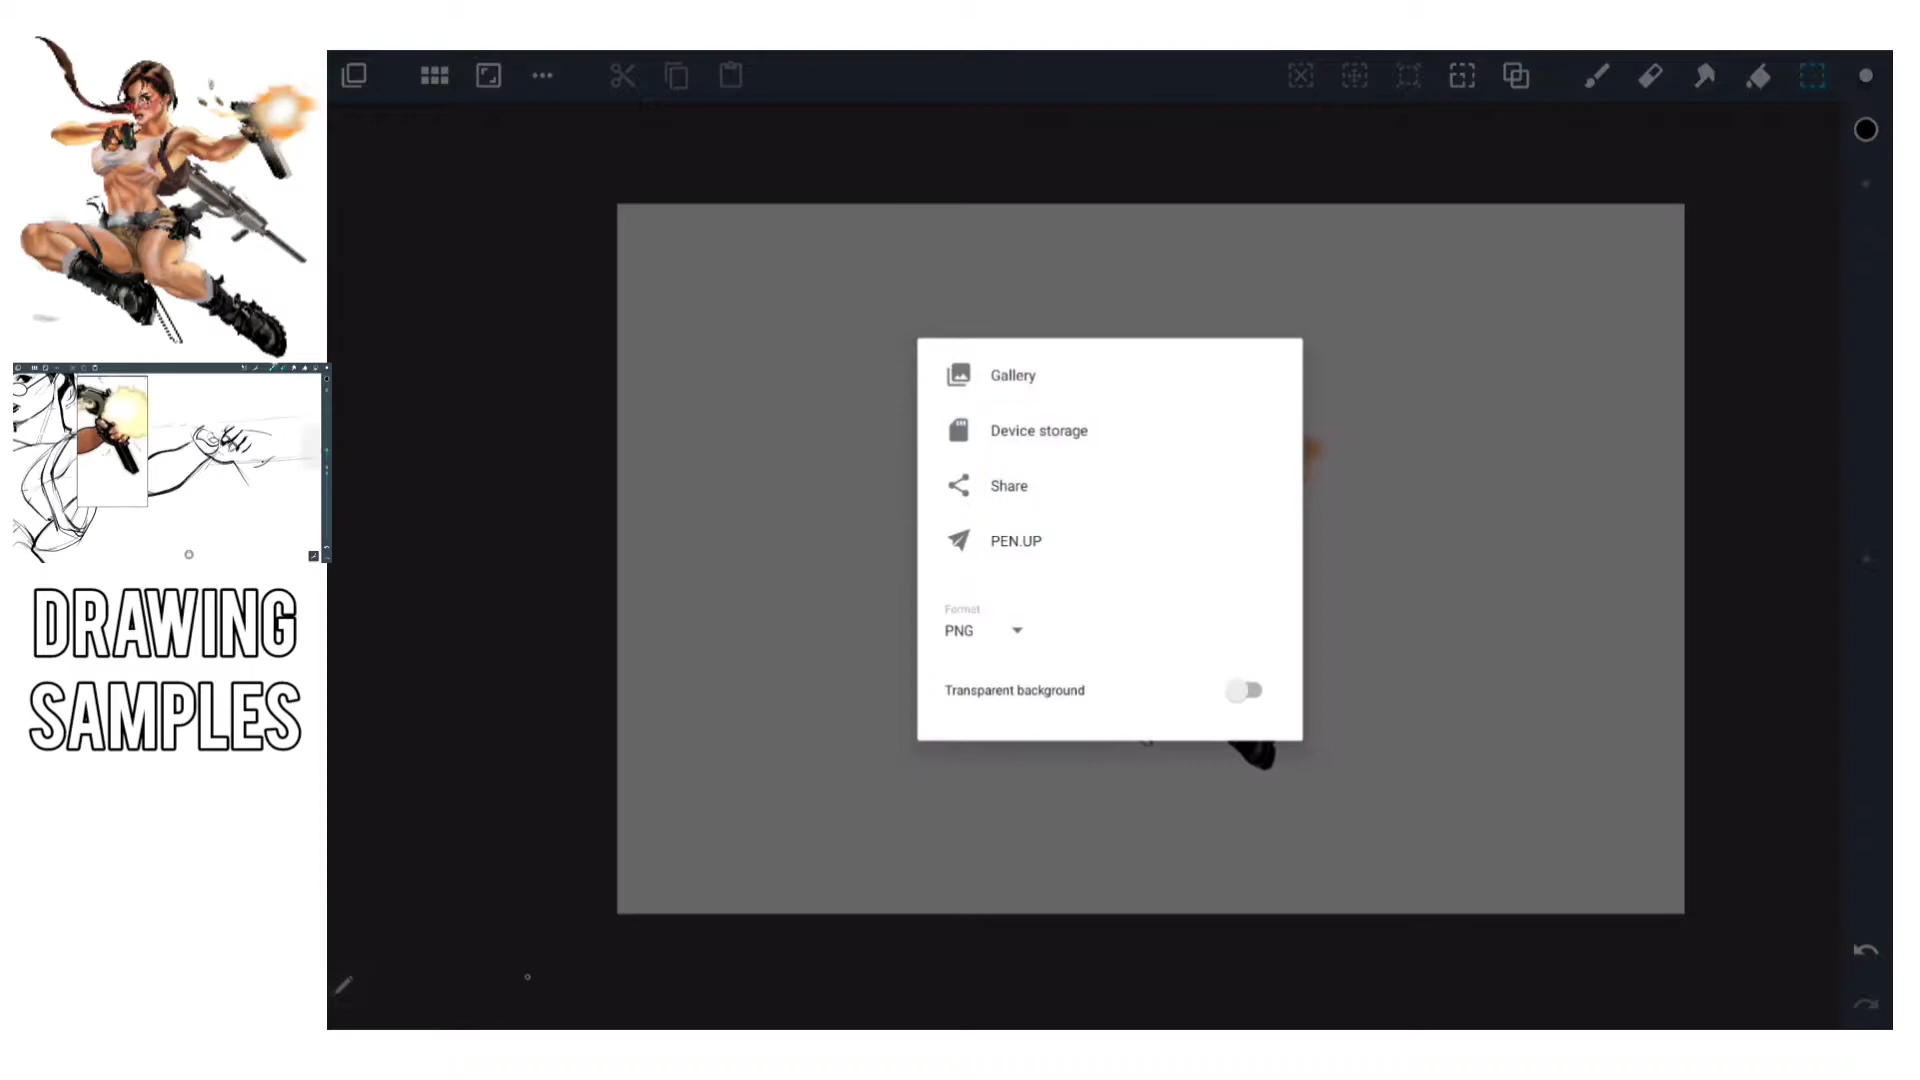 DRAWING
SAMPLES
Gallery
Device storage
Share
PEN.UP
Format
PNG
Transparent background